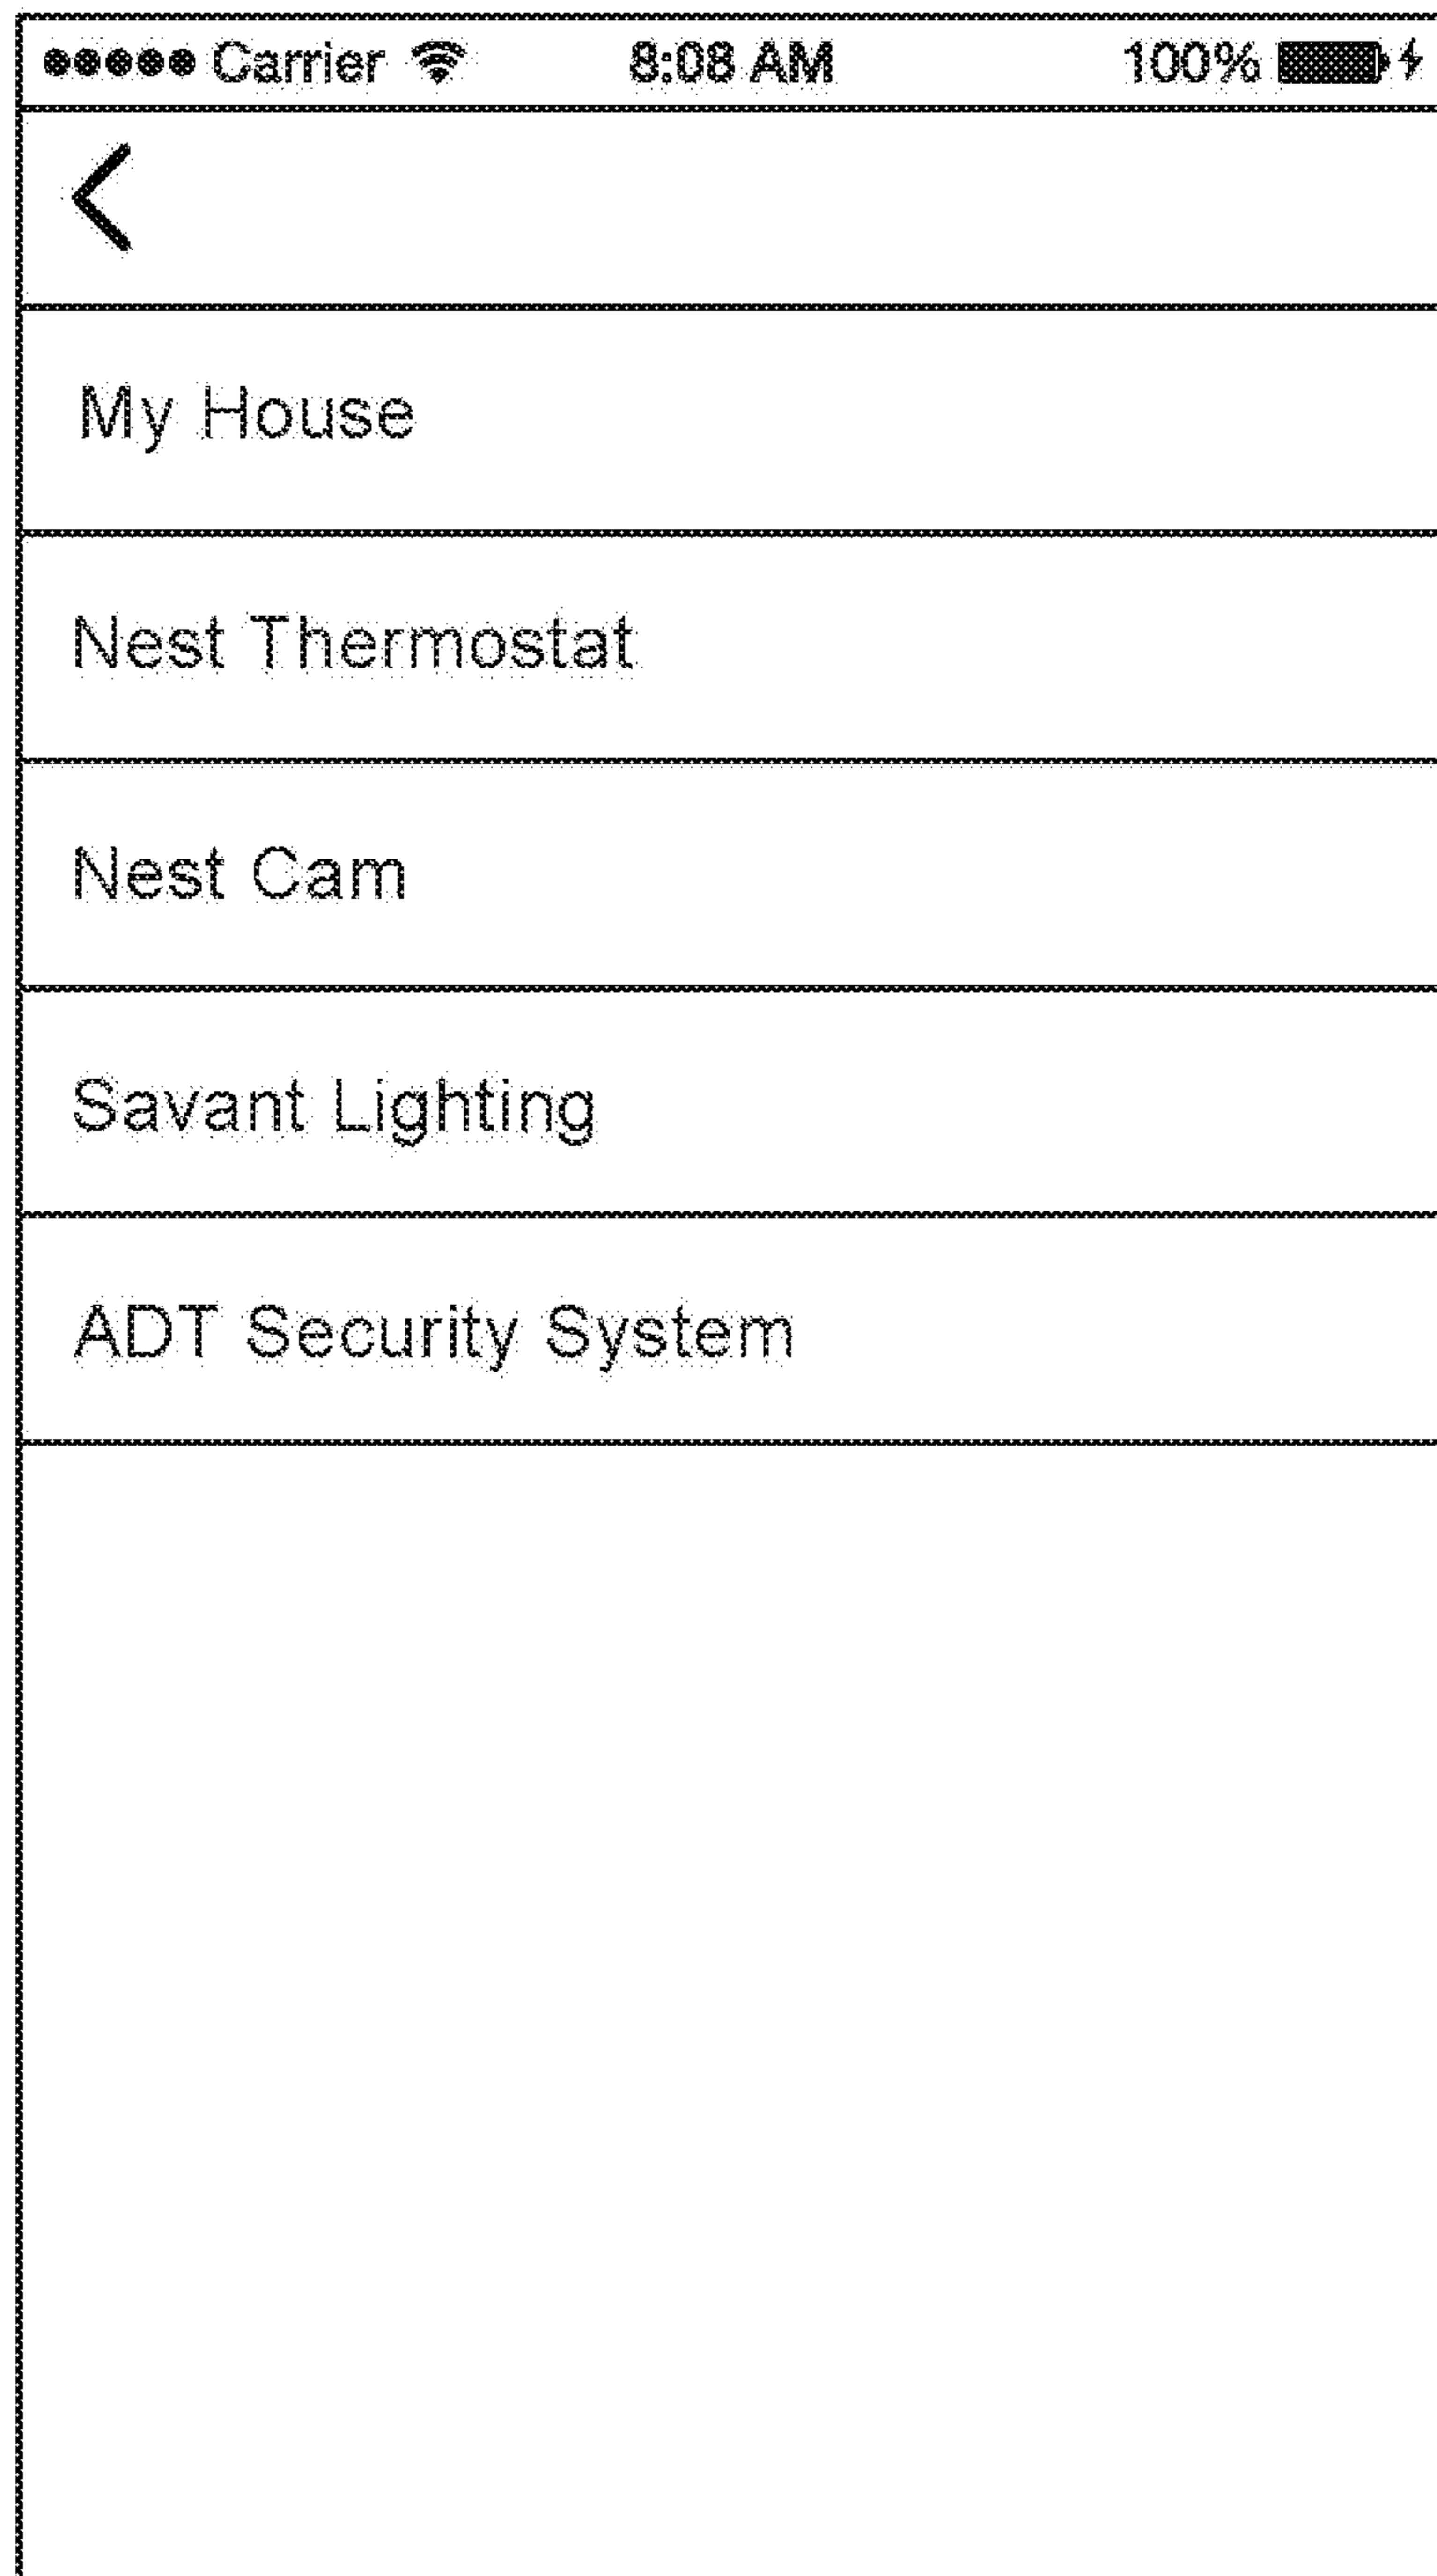 Carrier 8:08 AM 100%
My House
Nest Thermostat
Nest Cam
Savant Lighting
ADT Security System